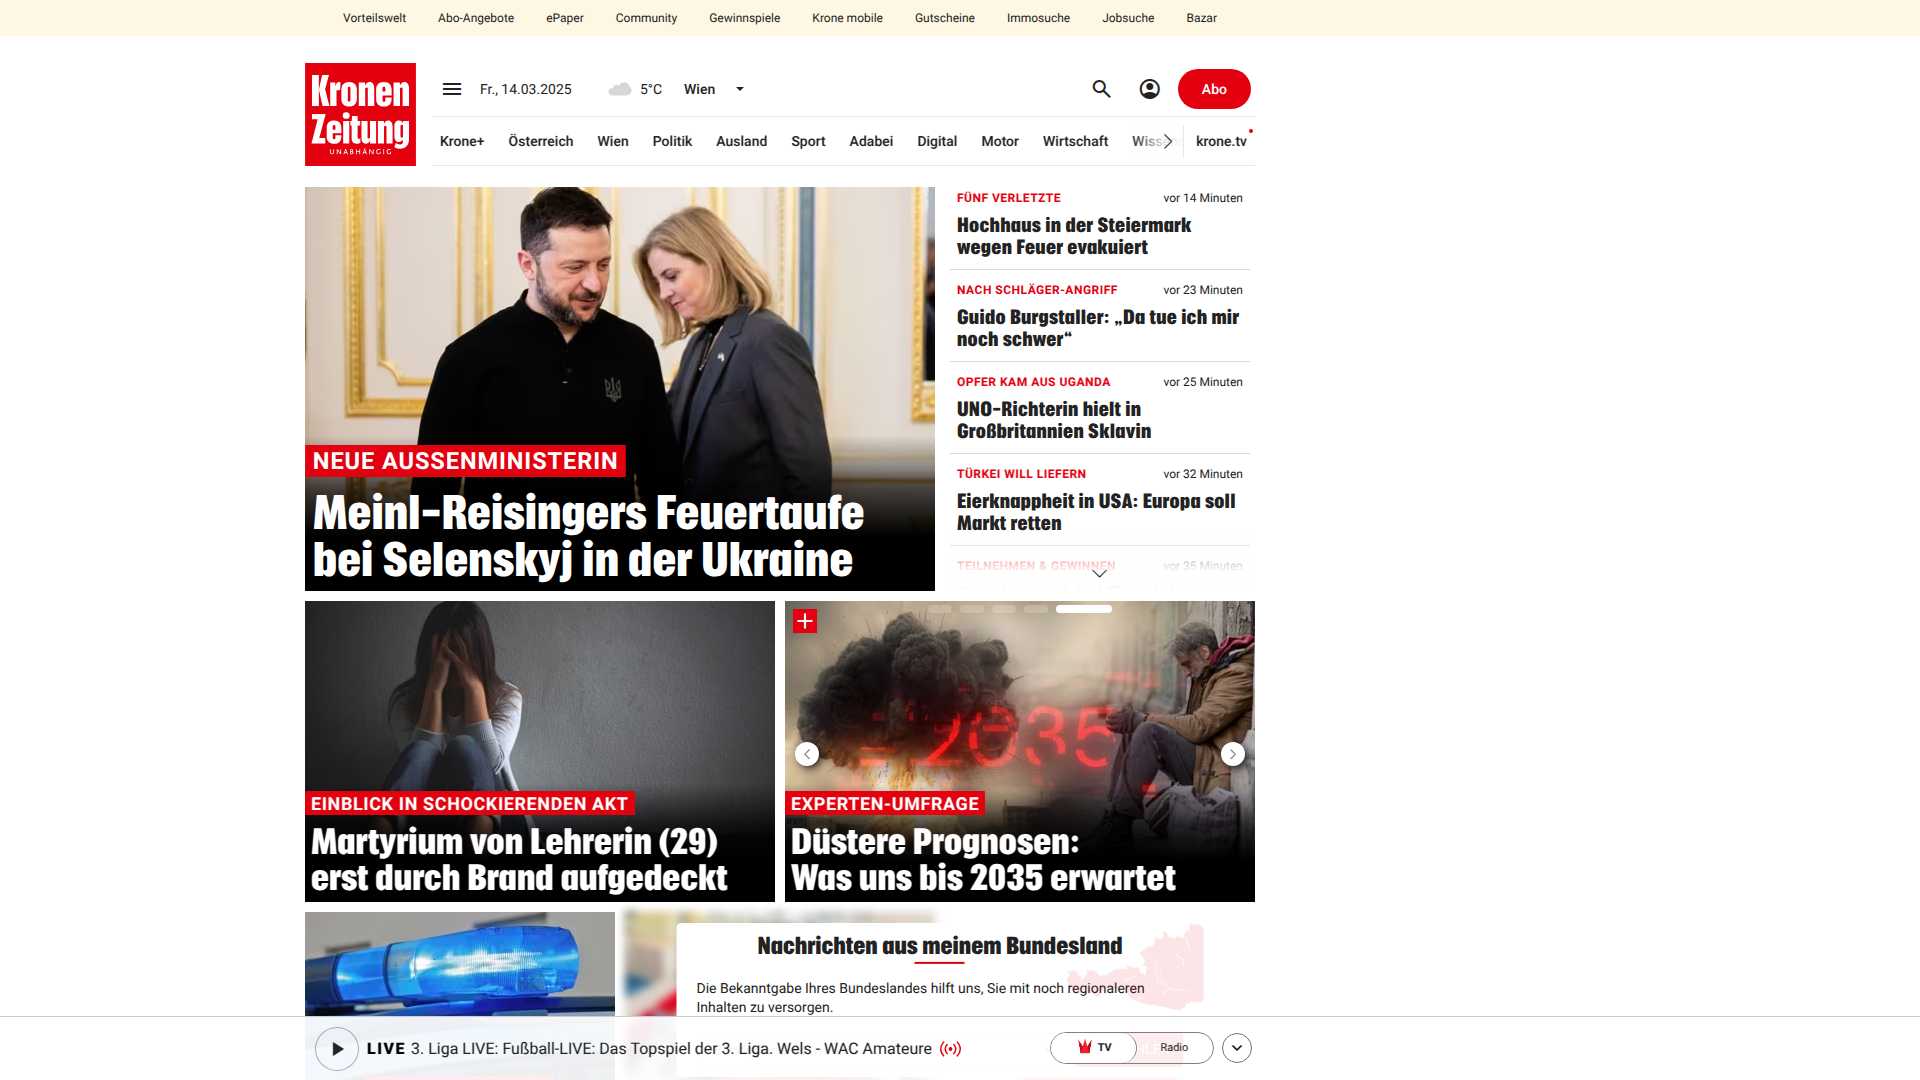 Vorteilswelt Abo-Angebote ePaper Community Gewinnspiele Krone mobile Gutscheine Immosuche Jobsuche Bazar
Kronen
Zeitung
UNABHÄNGIG
Fr., 14.03.2025 5°C Wien
Abo
Krone+ Österreich Wien Politik Ausland Sport Adabei Digital Motor Wirtschaft krone.tv
NEUE AUSSENMINISTERIN
Meinl-Reisingers Feuertaufe
bei Selenskyj in der Ukraine
FÜNF VERLETZTE vor 14 Minuten
Hochhaus in der Steiermark
wegen Feuer evakuiert
NACH SCHLÄGER-ANGRIFF vor 23 Minuten
Guido Burgstaller: „Da tue ich mir
noch schwer“
OPFER KAM AUS UGANDA vor 25 Minuten
UNO-Richterin hielt in
Großbritannien Sklavin
TÜRKEI WILL LIEFERN vor 32 Minuten
Eierknappheit in USA: Europa soll
Markt retten
TEILNEHMEN & GEWINNEN vor 35 Minuten
EINBLICK IN SCHOCKIERENDEN AKT
Martyrium von Lehrerin (29)
erst durch Brand aufgedeckt
2035
EXPERTEN-UMFRAGE
Düstere Prognosen:
Was uns bis 2035 erwartet
Nachrichten aus meinem Bundesland
Die Bekanntgabe Ihres Bundeslandes hilft uns, Sie mit noch regionaleren
Inhalten zu versorgen.
LIVE 3. Liga LIVE: Fußball-LIVE: Das Topspiel der 3. Liga. Wels - WAC Amateure
TV Radio